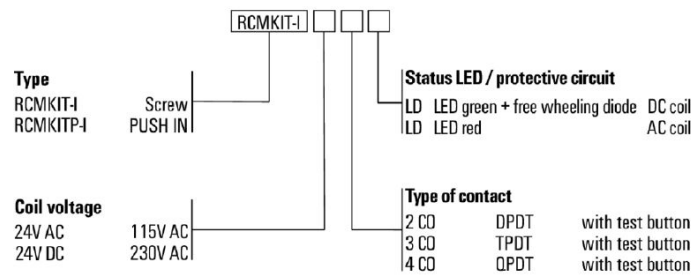 RCMKIT-I
Type
RCMKIT-I Screw
RCMKITP-I PUSH IN
Status LED / protective circuit
LD LED green + free wheeling diode DC coil
LD LED red AC coil
Coil voltage
24V AC 115V AC
24V DC 230V AC
Type of contact
2 CO DPDT with test button
3 CO TPDT with test button
4 CO QPDT with test button